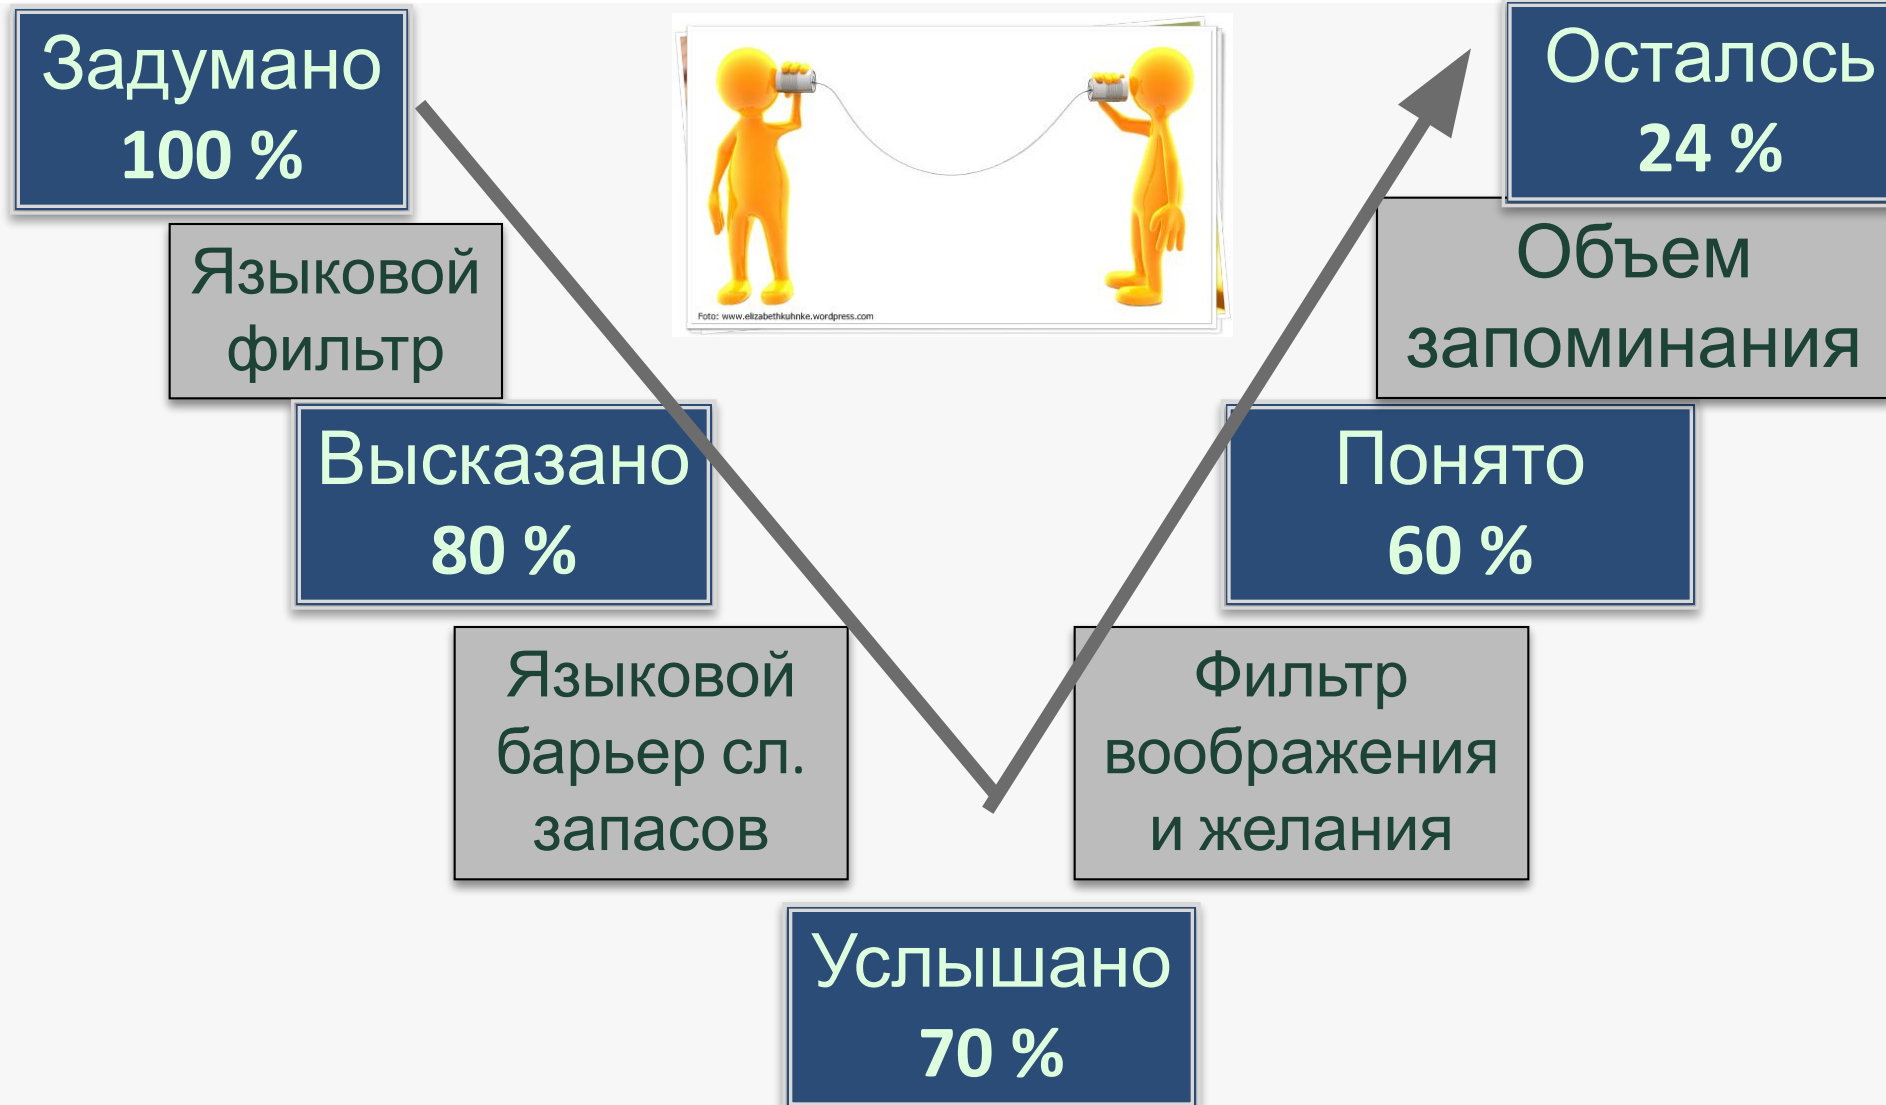 Задумано
100 %
Языковой
фильтр
Высказано
80 %
Языковой
барьер сл.
запасов
Услышано
70 %
Фильтр
воображения
и желания
Понято
60 %
Объем
запоминания
Осталось
24 %
Foto: www.elizabethkuhnke.wordpress.com